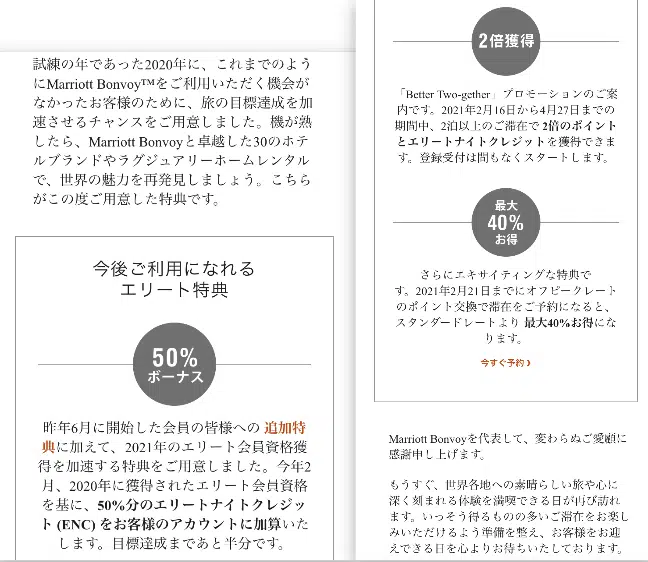 試練の年であった2020年に、これまでのよう
にMarriott Bonvoy™をご利用いただく機会が
なかったお客様のために、旅の目標達成を加
速させるチャンスをご用意しました。機が熟
したら、Marriott Bonvoyと卓越した30のホテ
ルブランドやラグジュアリーホームレンタル
で、世界の魅力を再発見しましょう。こちら
がこの度ご用意した特典です。
今後ご利用になれる
エリート特典
50%
ボーナス
昨年6月に開始した会員の皆様への 追加特
典に加えて、2021年のエリート会員資格獲
得を加速する特典をご用意しました。今年2
月、2020年に獲得されたエリート会員資格
を基に、50%分のエリートナイトクレジッ
ト (ENC) をお客様のアカウントに加算いた
します。目標達成まであと半分です。
2倍獲得
「Better Two-gether」プロモーションのご案
内です。2021年2月16日から4月27日までの
期間中、2泊以上のご滞在で 2倍のポイント
とエリートナイトクレジットを獲得できま
す。登録受付は間もなくスタートします。
最大
40%
お得
さらにエキサイティングな特典で
す。2021年2月21日までにオフピークレート
のポイント交換で滞在をご予約になると、
スタンダードレートより 最大40%お得にな
ります。
今すぐ予約 ›
Marriott Bonvoyを代表して、変わらぬご愛顧に
感謝申し上げます。
もうすぐ、世界各地への素晴らしい旅や心に
深く刻まれる体験を満喫できる日が再び訪れ
ます。いっそう得るものの多いご滞在をお楽し
みいただけるよう準備を整え、お客様をお迎
えできる日を心よりお待ちいたしております。